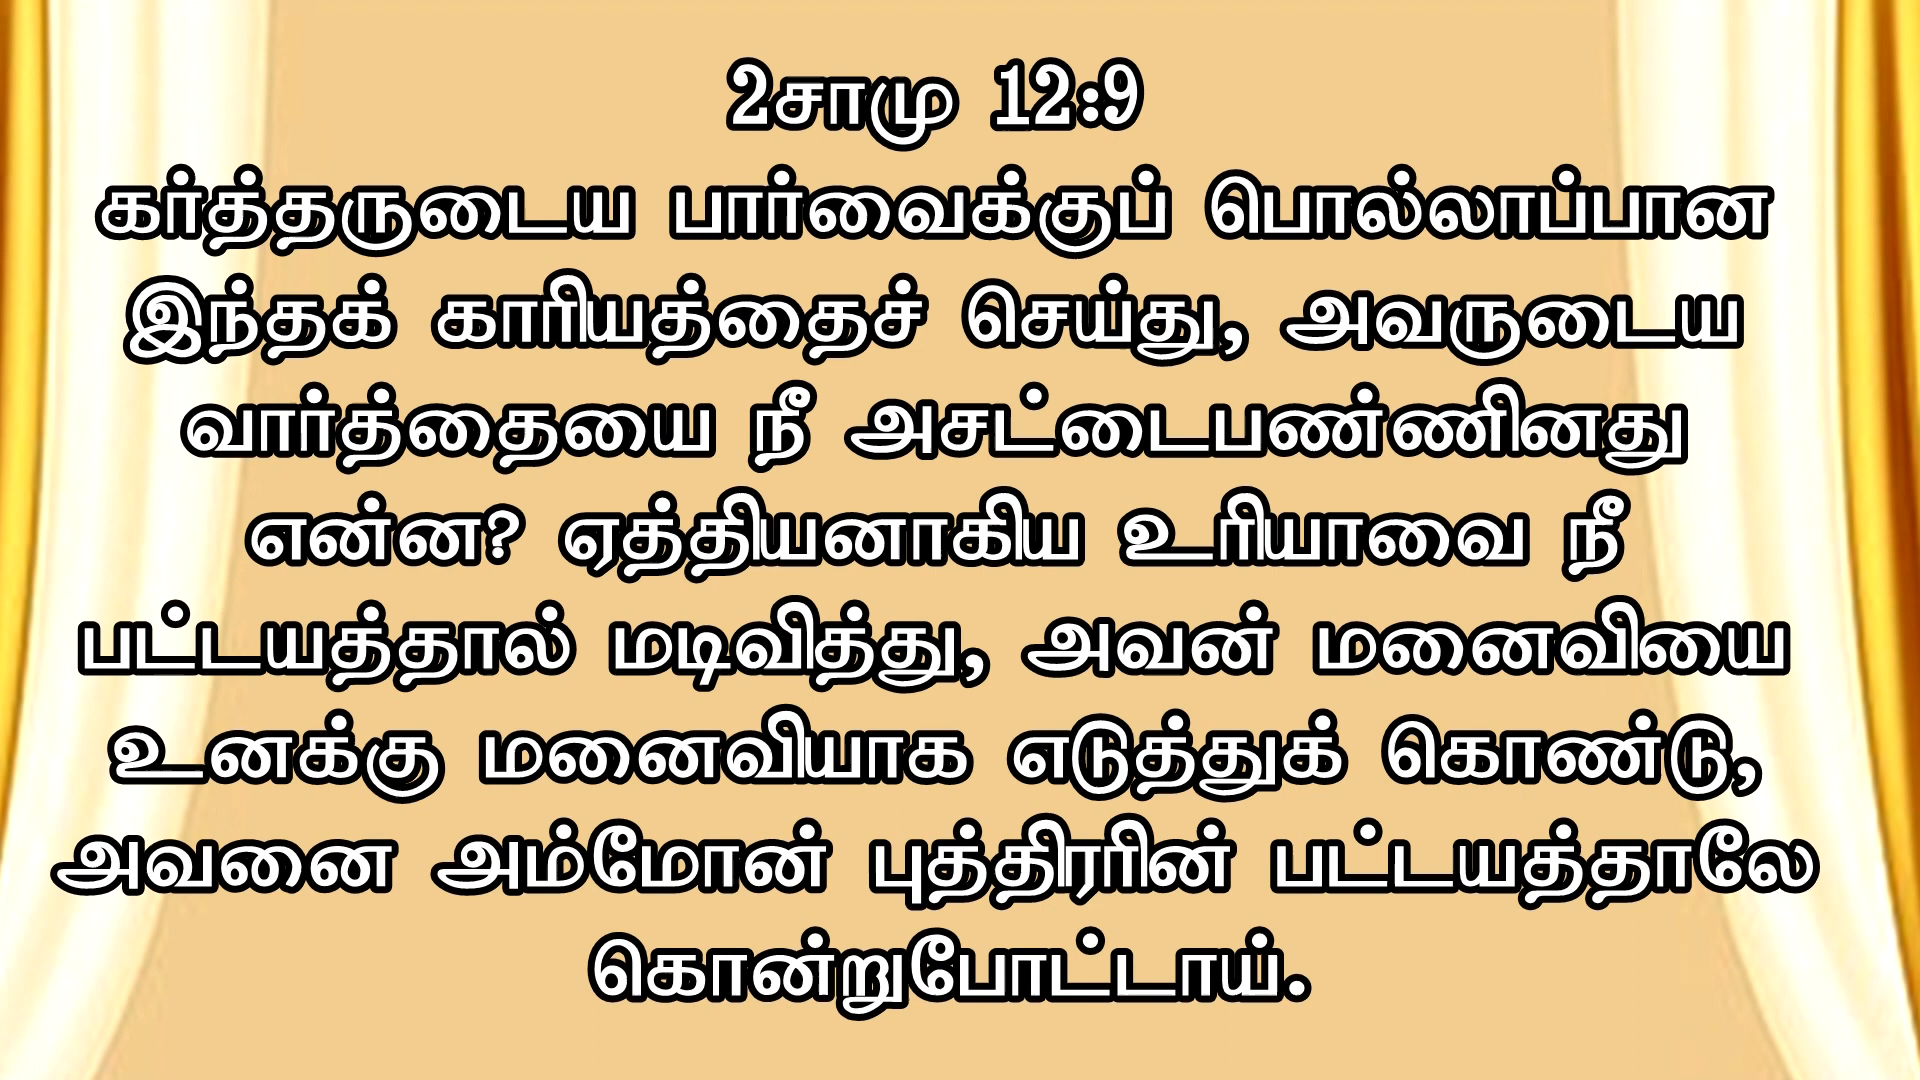 2சாமு 12:9
கர்த்தருடைய பார்வைக்குப் பொல்லாப்பான
இந்தக் காரியத்தைச் செய்து, அவருடைய
வார்த்தையை நீ அசட்டைபண்ணினது
என்ன? ஏத்தியனாகிய உரியாவை நீ
பட்டயத்தால் மடிவித்து, அவன் மனைவியை
உனக்கு மனைவியாக எடுத்துக் கொண்டு,
அவனை அம்மோன் புத்திரரின் பட்டயத்தாலே
கொன்றுபோட்டாய்.